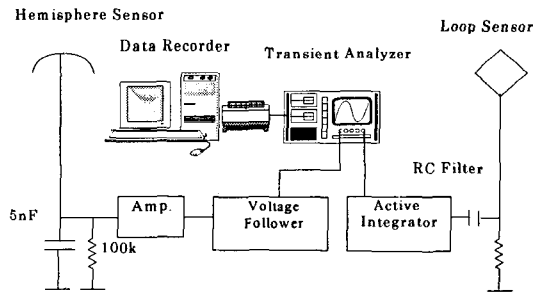 Hemisphere Sensor
Loop Sensor
Data Recorder
Transient Analyzer
RC Filter
5nF
100k
Amp.
Voltage
Follower
Active
Integrator